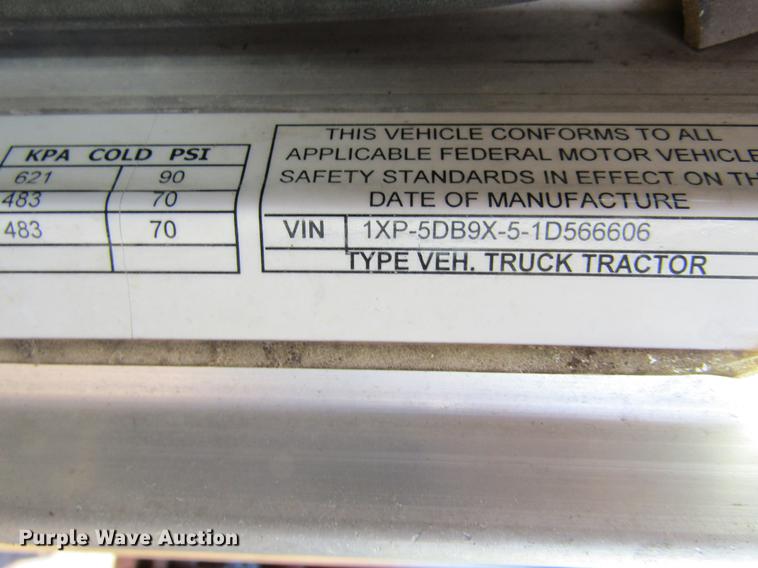 KPA COLD PSI
621 90
483 70
483 70
THIS VEHICLE CONFORMS TO ALL
APPLICABLE FEDERAL MOTOR VEHICLE
SAFETY STANDARDS IN EFFECT ON TH
DATE OF MANUFACTURE
VIN 1XP-5DB9X-5-1D566606
TYPE VEH. TRUCK TRACTOR
Purple Wave Auction